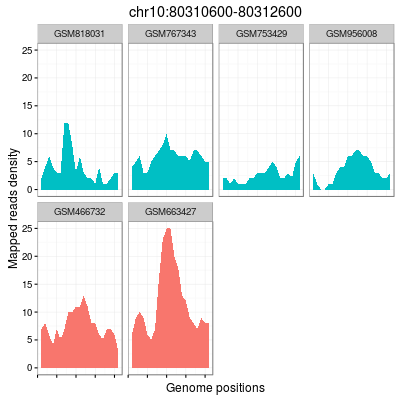 chr10:80310600-80312600
GSM818031 GSM767343 GSM753429 GSM956008
25
20
15
10
5
0
Mapped reads density
GSM466732 GSM663427
25
20
15
10
5
0
Genome positions